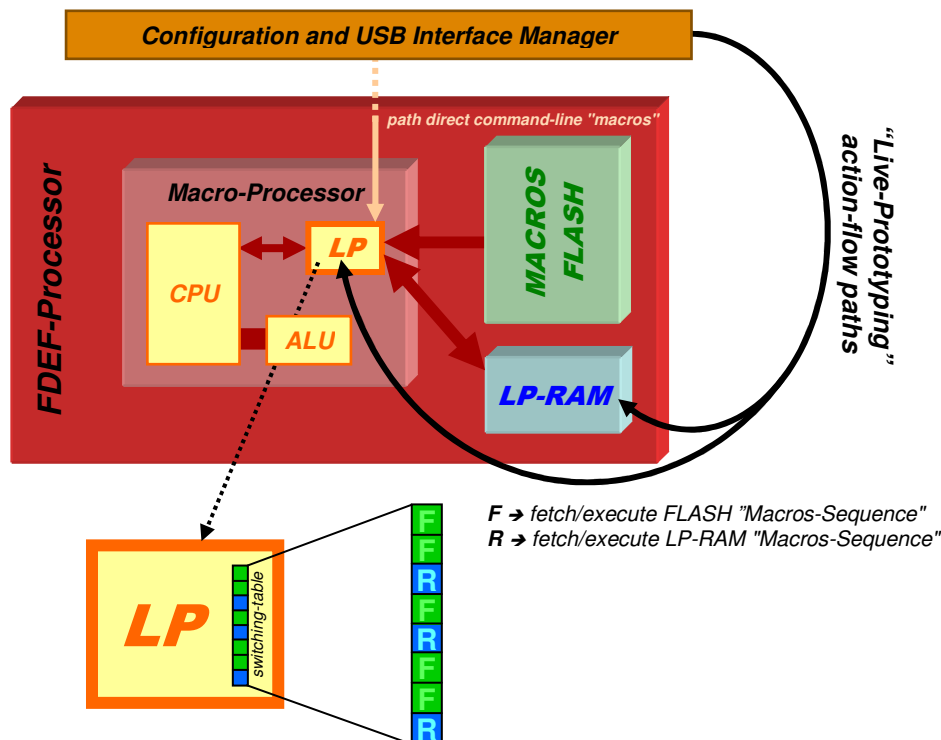 Configuration and USB Interface Manager
path direct command-line "macros"
FDEF-Processor
Macro-Processor
LP
CPU
ALU
MACROS
FLASH
LP-RAM
“Live-Prototyping”
action-flow paths
F ➔ fetch/execute FLASH ”Macros-Sequence"
R ➔ fetch/execute LP-RAM "Macros-Sequence"
LP
switching-table
F
F
R
F
R
F
F
R